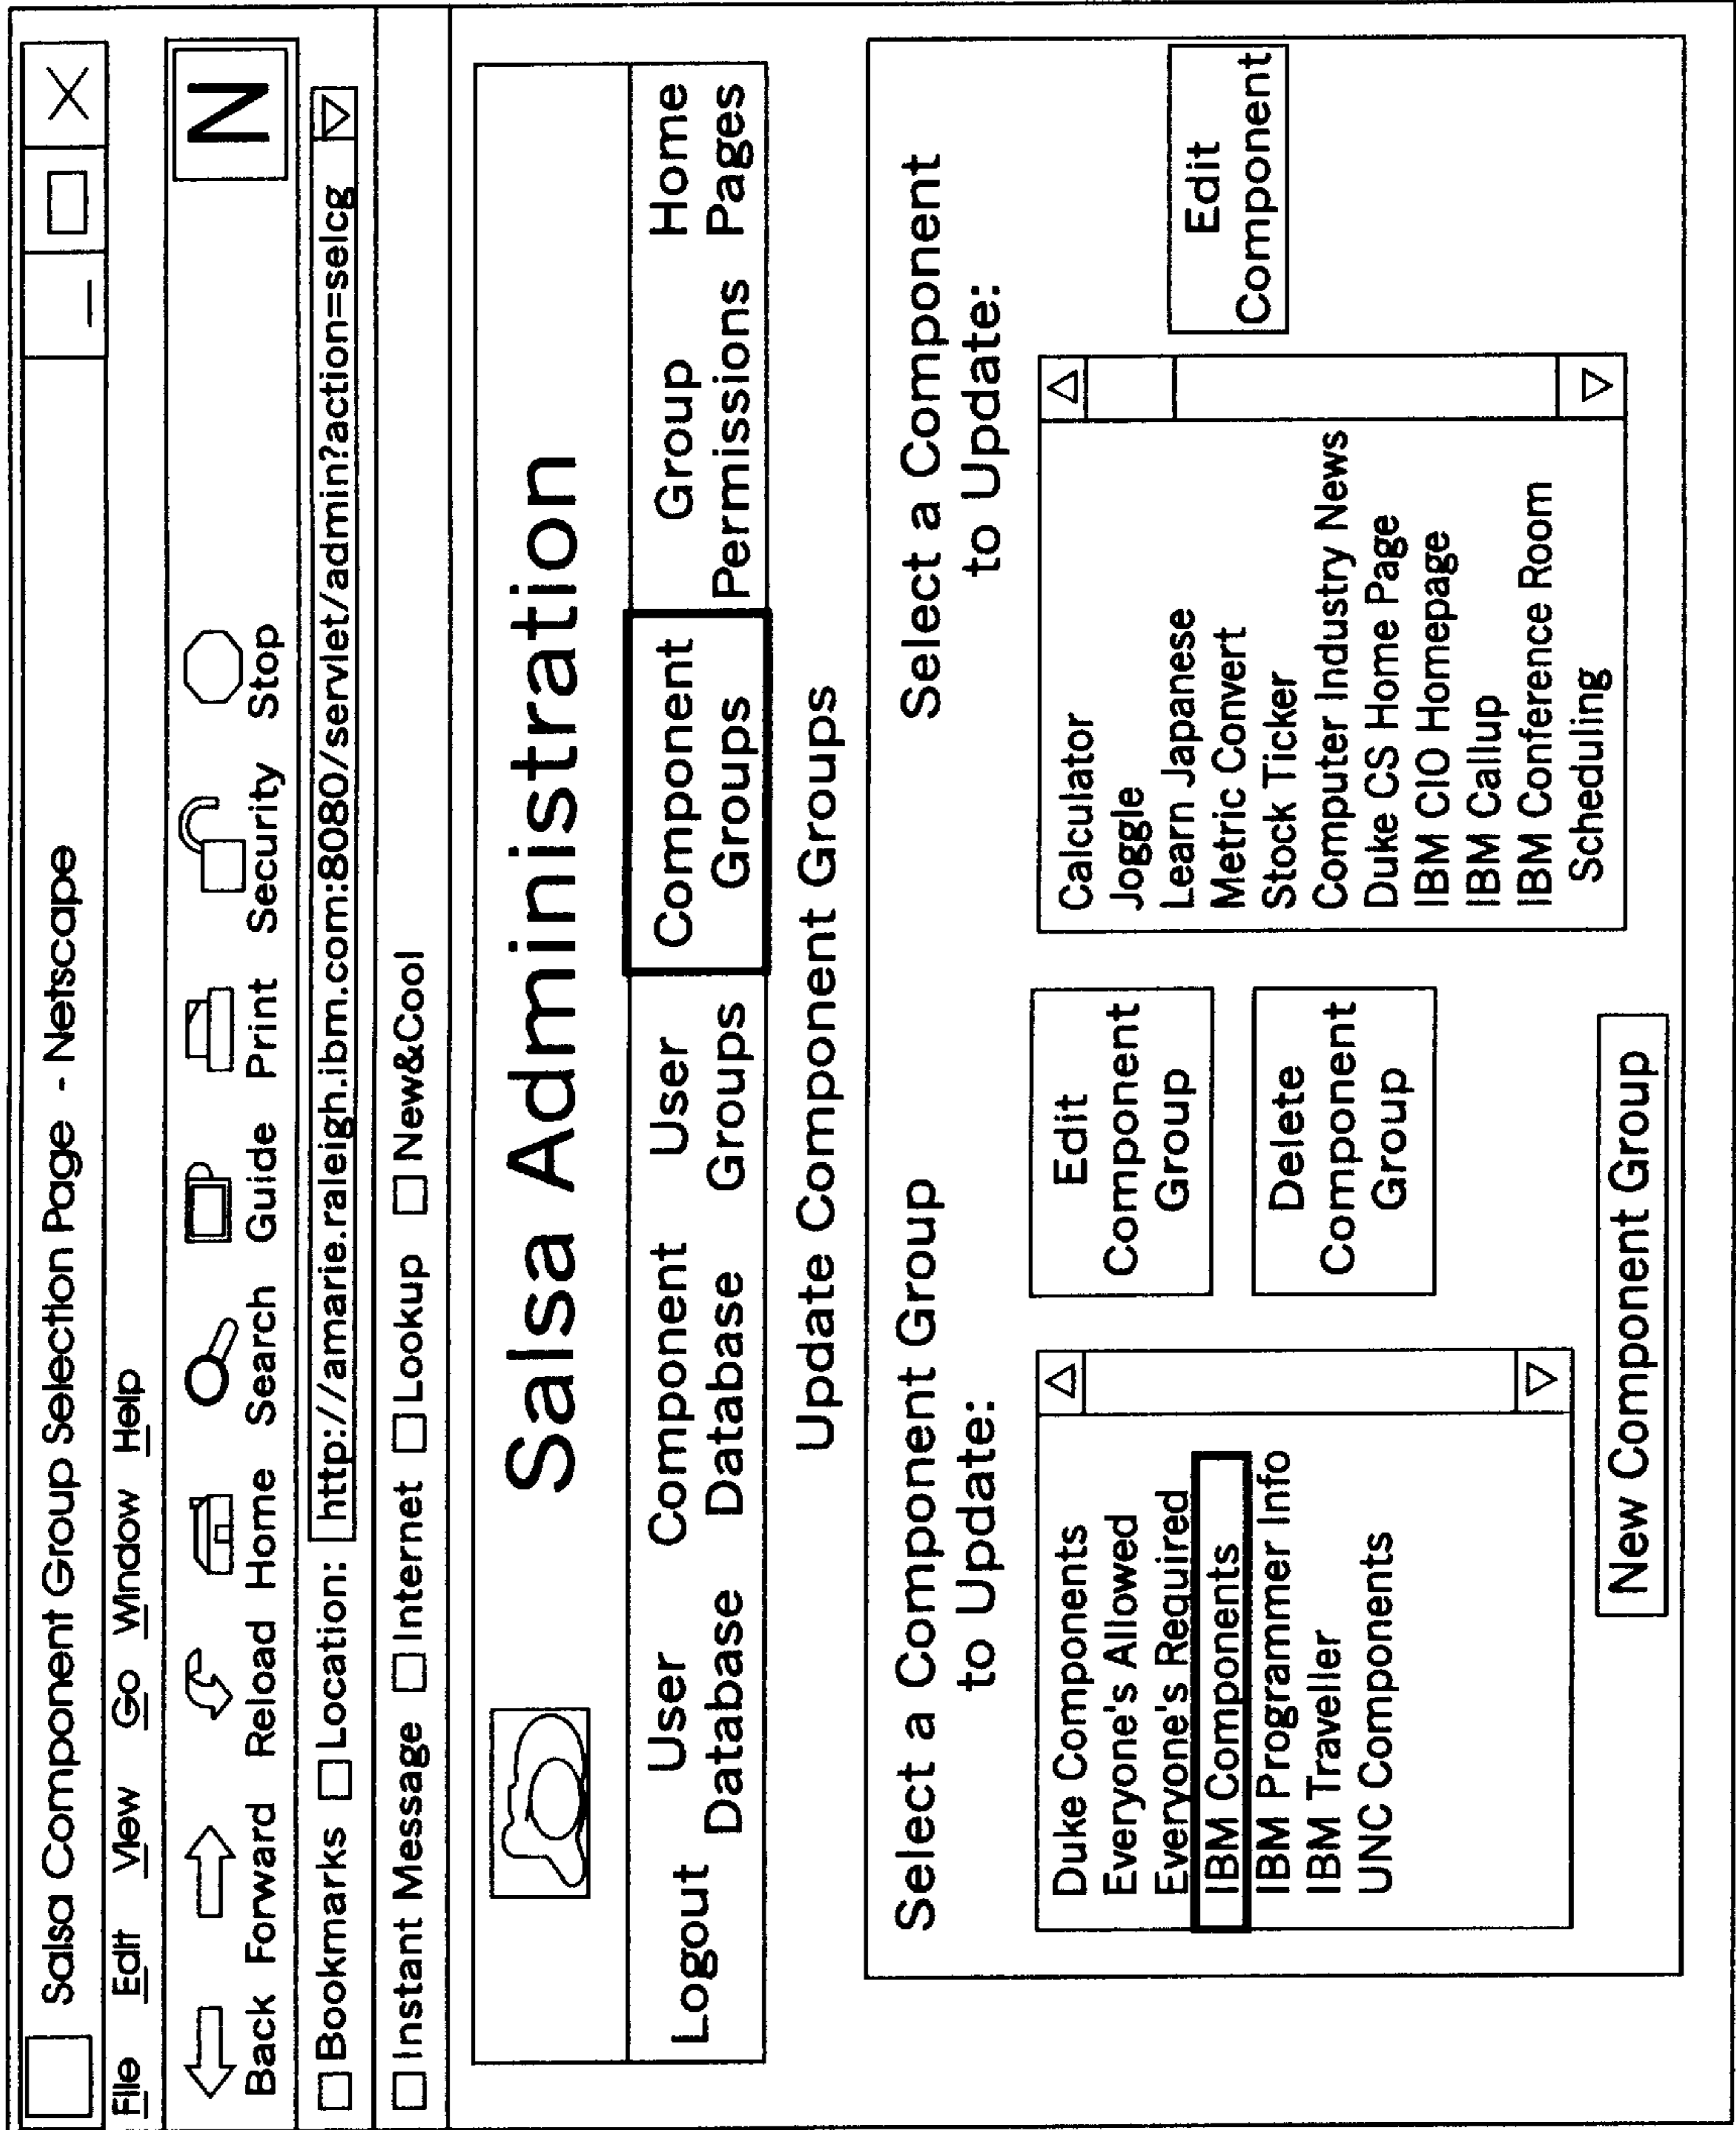 Salsa Component Group Selection Page - Netscape
File Edit View Go Window Help
N
Back Forward Reload Home Search Guide Print Security Stop
Bookmarks Location: http://amarie.raleigh.ibm.com:8080/servlet/admin?action=selcg
Instant Message Internet Lookup New&Cool
Salsa Administration
Logout
User
Database
Component
Database
User
Groups
Component
Groups
Group
Permissions
Home
Pages
Update Component Groups
Select a Component Group
to Update:
Duke Components
Everyone's Allowed
Everyone's Required
IBM Components
IBM Programmer Info
IBM Traveller
UNC Components
Edit
Component
Group
Delete
Component
Group
New Component Group
Select a Component
to Update:
Calculator
Joggle
Learn Japanese
Metric Convert
Stock Ticker
Computer Industry News
Duke CS Home Page
IBM CIO Homepage
IBM Callup
IBM Conference Room
Scheduling
Edit
Component